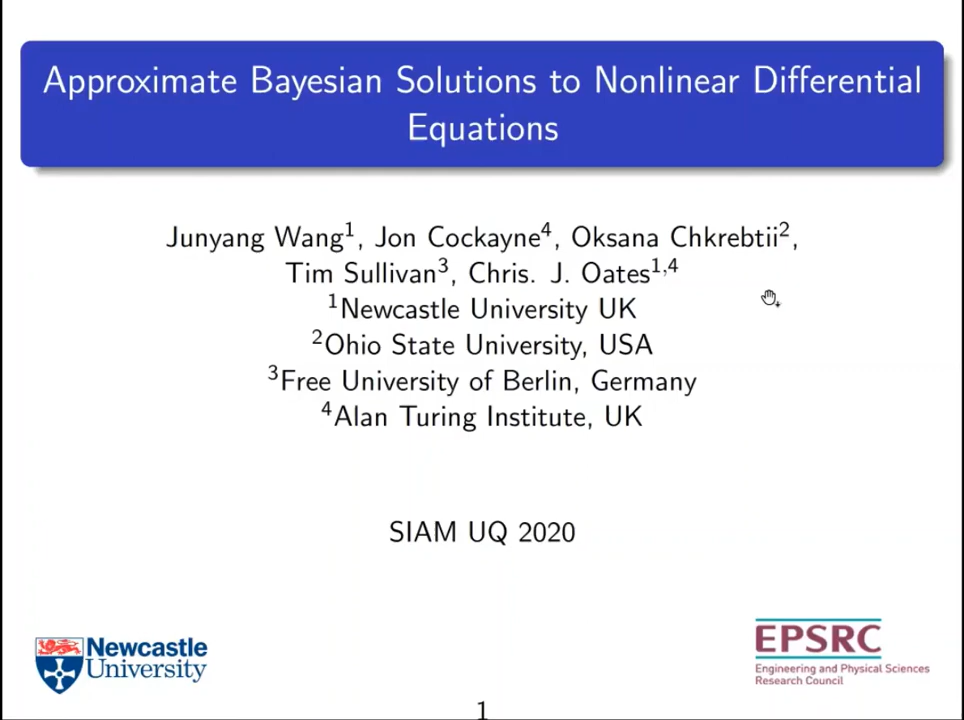 Approximate Bayesian Solutions to Nonlinear Differential
Equations
Junyang Wang¹, Jon Cockayne⁴, Oksana Chkrebtii²,
Tim Sullivan³, Chris. J. Oates¹,⁴
¹Newcastle University UK
²Ohio State University, USA
³Free University of Berlin, Germany
⁴Alan Turing Institute, UK
SIAM UQ 2020
Newcastle
University
EPSRC
Engineering and Physical Sciences
Research Council
1